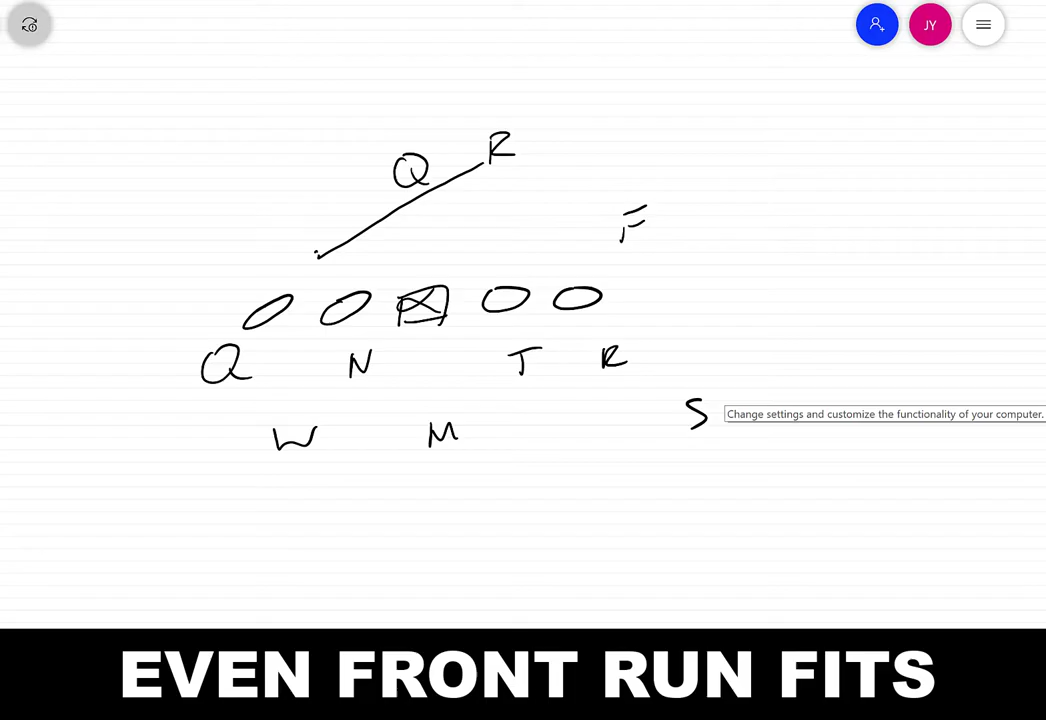 JY
Q R
F
Q N T R
S Change settings and customize the functionality of your computer.
W M
EVEN FRONT RUN FITS